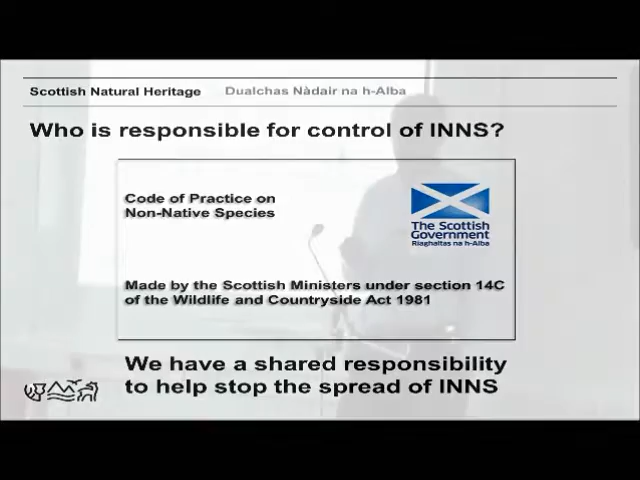 Scottish Natural Heritage Dualchas Nàdair na h-Alba
Who is responsible for control of INNS?
Code of Practice on
Non-Native Species
The Scottish
Government
Riaghaltas na h-Alba
Made by the Scottish Ministers under section 14C
of the Wildlife and Countryside Act 1981
We have a shared responsibility
to help stop the spread of INNS